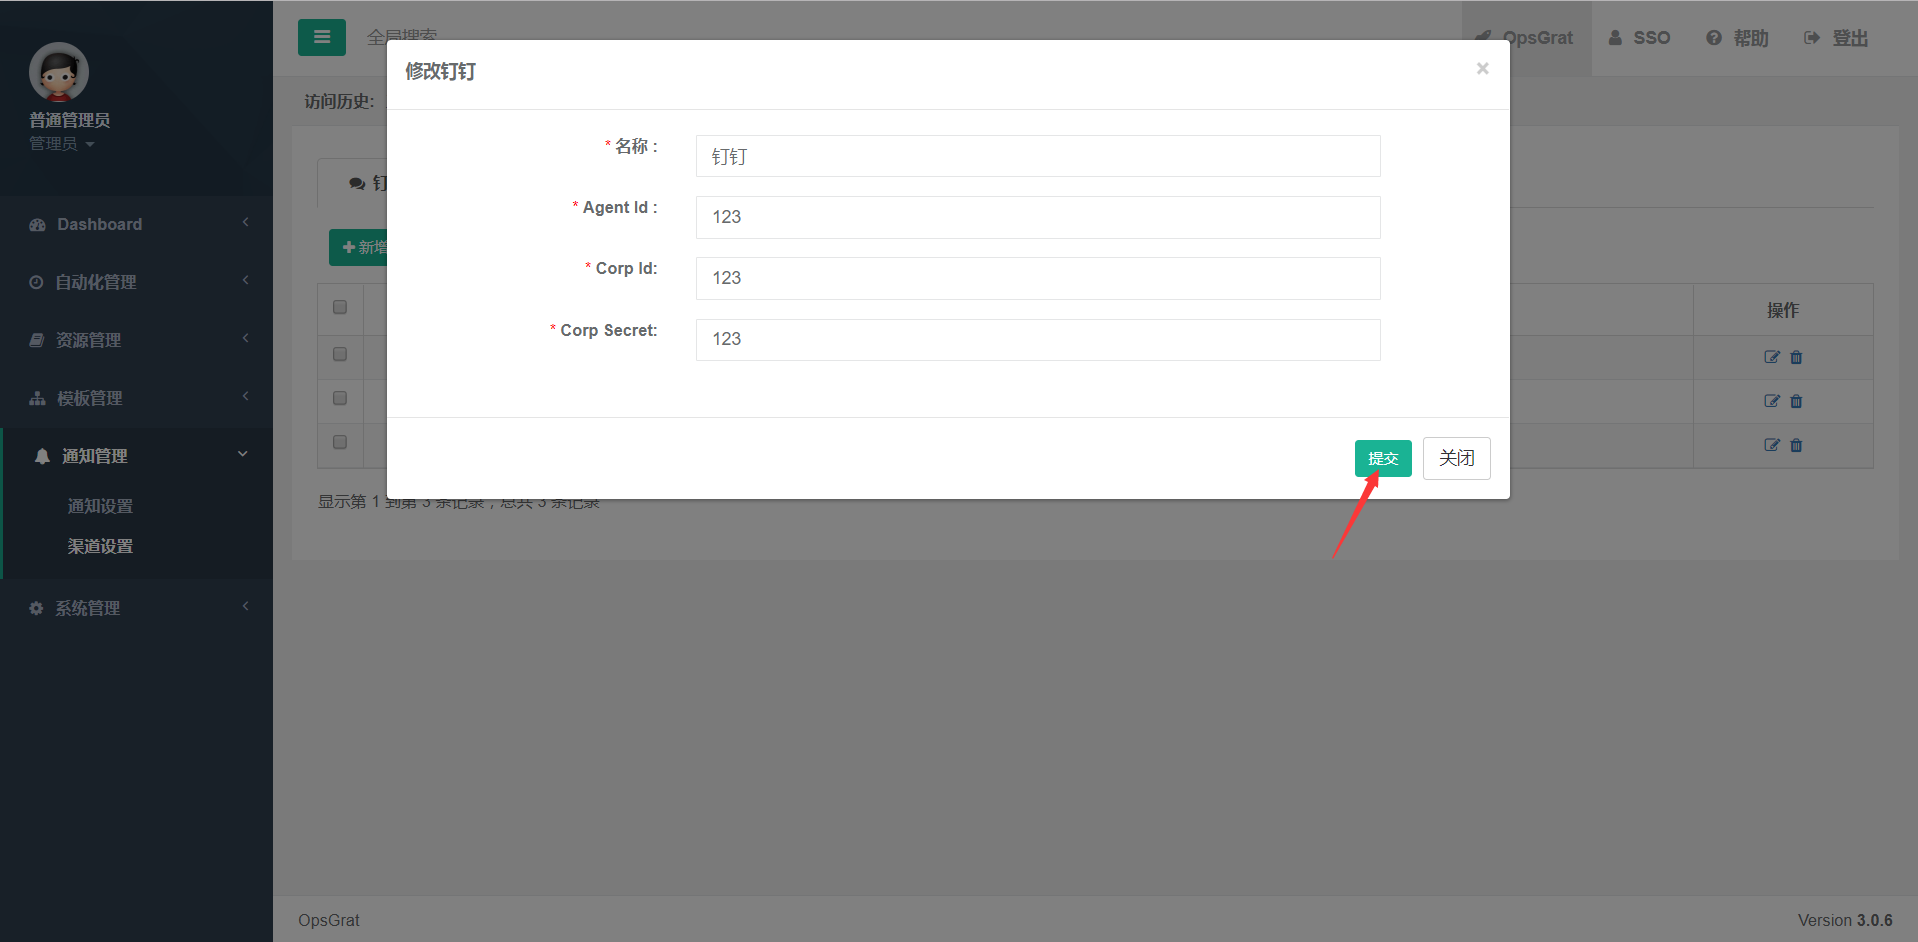 普通管理员
管理员
Dashboard
自动化管理
资源管理
模板管理
通知管理
通知设置
渠道设置
系统管理
全局搜索
OpsGrat
SSO
帮助
登出
访问历史:
修改钉钉
×
* 名称 :
钉钉
* Agent Id :
123
* Corp Id:
123
* Corp Secret:
123
提交
关闭
钉
新增
操作
显示第 1 到第 3 条记录，总共 3 条记录
OpsGrat
Version 3.0.6